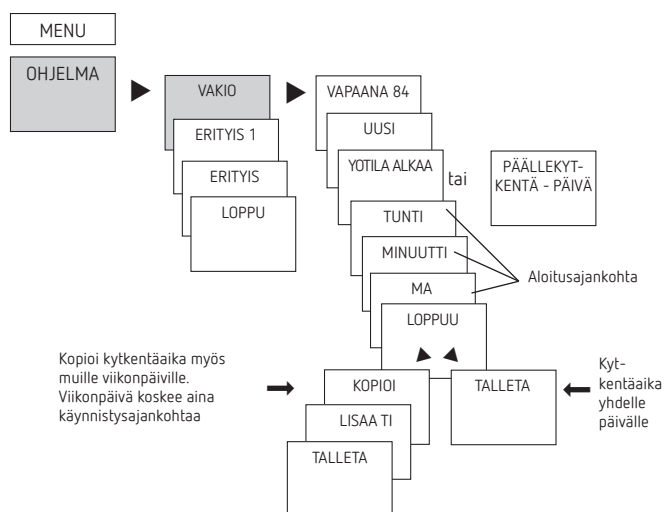 MENU
OHJELMA
VAKIO
ERITYIS 1
ERITYIS
LOPPU
VAPAANA 84
UUSI
YOTILA ALKAA
tai
PÄÄLLEKYT-
KENTÄ - PÄIVÄ
TUNTI
MINUUTTI
MA
Aloitusajankohta
LOPPUU
Kopioi kytkentäaika myös
muille viikonpäiville.
Viikonpäivä koskee aina
käynnistysajankohtaa
KOPIOI
LISAA TI
TALLETA
TALLETA
Kyt-
kentäaika
yhdelle
päivälle